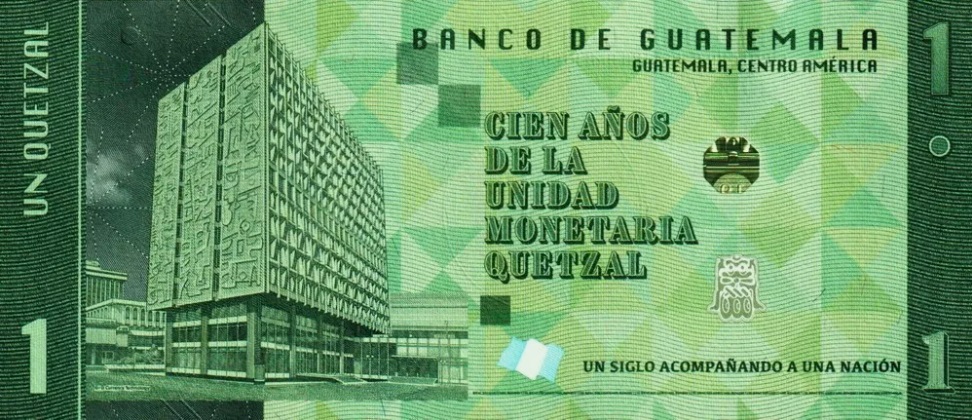 UN QUETZAL
1
BANCO DE GUATEMALA
GUATEMALA, CENTRO AMÉRICA
CIEN AÑOS
DE LA
UNIDAD
MONETARIA
QUETZAL
UN SIGLO ACOMPAÑANDO A UNA NACIÓN
1
1